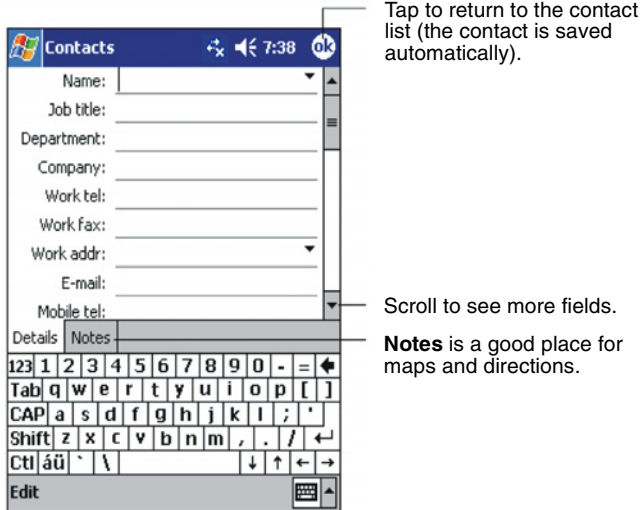 Contacts 7:38 ok
Tap to return to the contact
list (the contact is saved
automatically).
Name:
Job title:
Department:
Company:
Work tel:
Work fax:
Work addr:
E-mail:
Mobile tel:
Scroll to see more fields.
Details Notes
Notes is a good place for
maps and directions.
123 1 2 3 4 5 6 7 8 9 0 - =
Tab q w e r t y u i o p [ ]
CAP a s d f g h j k l ; '
Shift z x c v b n m , . /
Ctl áü ` \
Edit